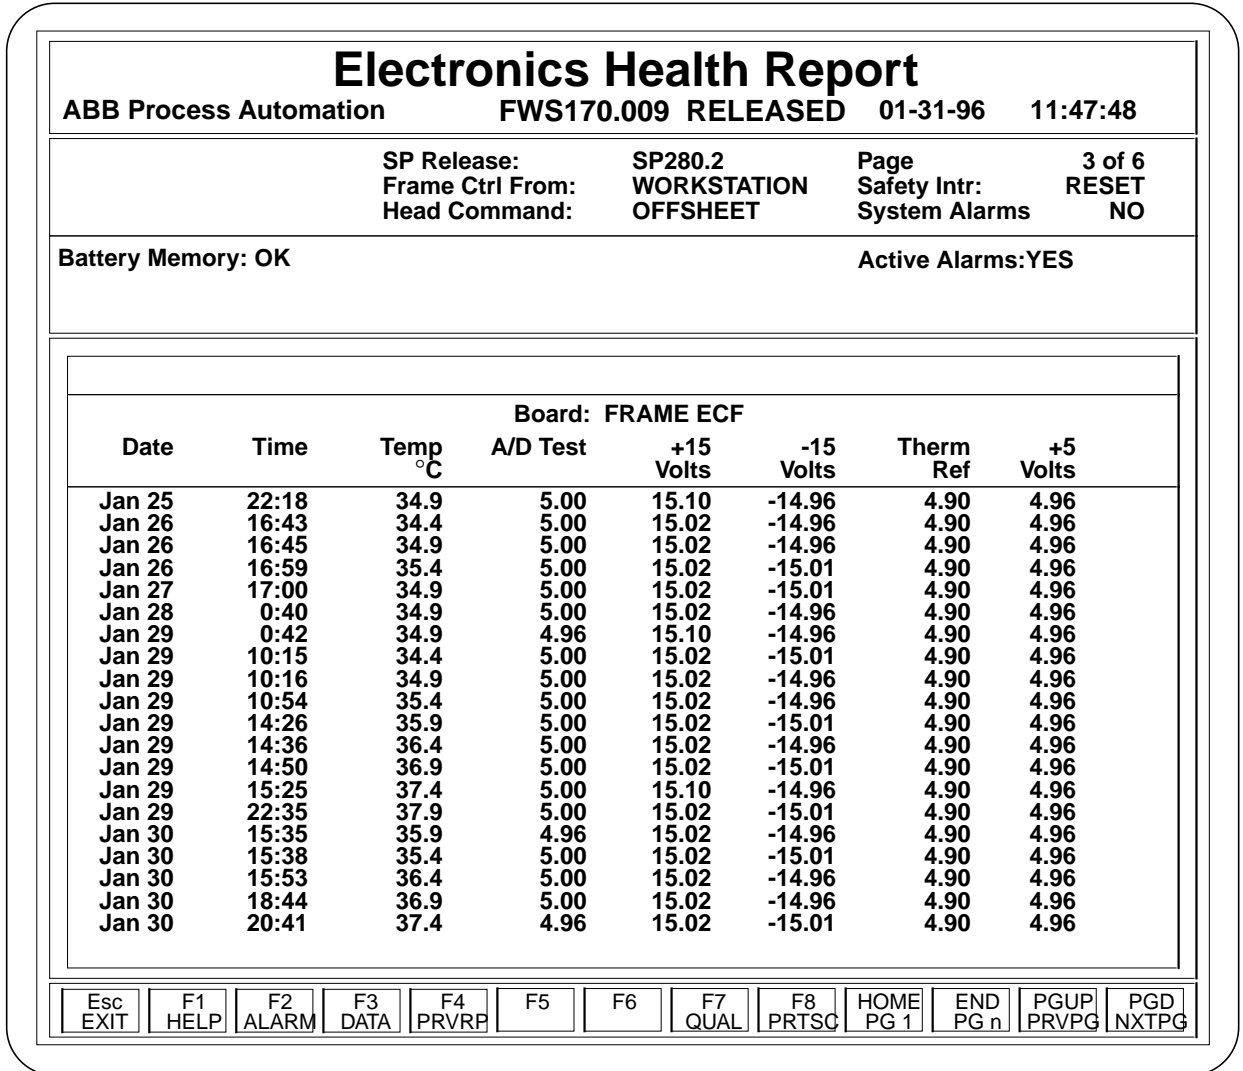 Electronics Health Report
ABB Process Automation FWS170.009 RELEASED 01-31-96 11:47:48
SP Release: SP280.2 Page 3 of 6
Frame Ctrl From: WORKSTATION Safety Intr: RESET
Head Command: OFFSHEET System Alarms NO
Battery Memory: OK Active Alarms:YES
Board: FRAME ECF
Date Time Temp A/D Test +15 -15 Therm +5
°C Volts Volts Ref Volts
Jan 25 22:18 34.9 5.00 15.10 -14.96 4.90 4.96
Jan 26 16:43 34.4 5.00 15.02 -14.96 4.90 4.96
Jan 26 16:45 34.9 5.00 15.02 -14.96 4.90 4.96
Jan 26 16:59 35.4 5.00 15.02 -15.01 4.90 4.96
Jan 27 17:00 34.9 5.00 15.02 -15.01 4.90 4.96
Jan 28 0:40 34.9 5.00 15.02 -14.96 4.90 4.96
Jan 29 0:42 34.9 4.96 15.10 -14.96 4.90 4.96
Jan 29 10:15 34.4 5.00 15.02 -15.01 4.90 4.96
Jan 29 10:16 34.9 5.00 15.02 -14.96 4.90 4.96
Jan 29 10:54 35.4 5.00 15.02 -14.96 4.90 4.96
Jan 29 14:26 35.9 5.00 15.02 -15.01 4.90 4.96
Jan 29 14:36 36.4 5.00 15.02 -14.96 4.90 4.96
Jan 29 14:50 36.9 5.00 15.02 -15.01 4.90 4.96
Jan 29 15:25 37.4 5.00 15.10 -14.96 4.90 4.96
Jan 29 22:35 37.9 5.00 15.02 -15.01 4.90 4.96
Jan 30 15:35 35.9 4.96 15.02 -14.96 4.90 4.96
Jan 30 15:38 35.4 5.00 15.02 -15.01 4.90 4.96
Jan 30 15:53 36.4 5.00 15.02 -14.96 4.90 4.96
Jan 30 18:44 36.9 5.00 15.02 -14.96 4.90 4.96
Jan 30 20:41 37.4 4.96 15.02 -15.01 4.90 4.96
Esc F1 F2 F3 F4 F5 F6 F7 F8 HOME END PGUP PGD
EXIT HELP ALARM DATA PRVRP QUAL PRTSC PG 1 PG n PRVPG NXTPG